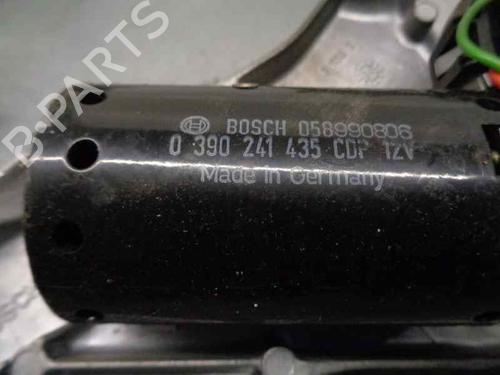 B-PARTS
BOSCH 058990806
0 390 241 435 CDP 12V
Made in Germany